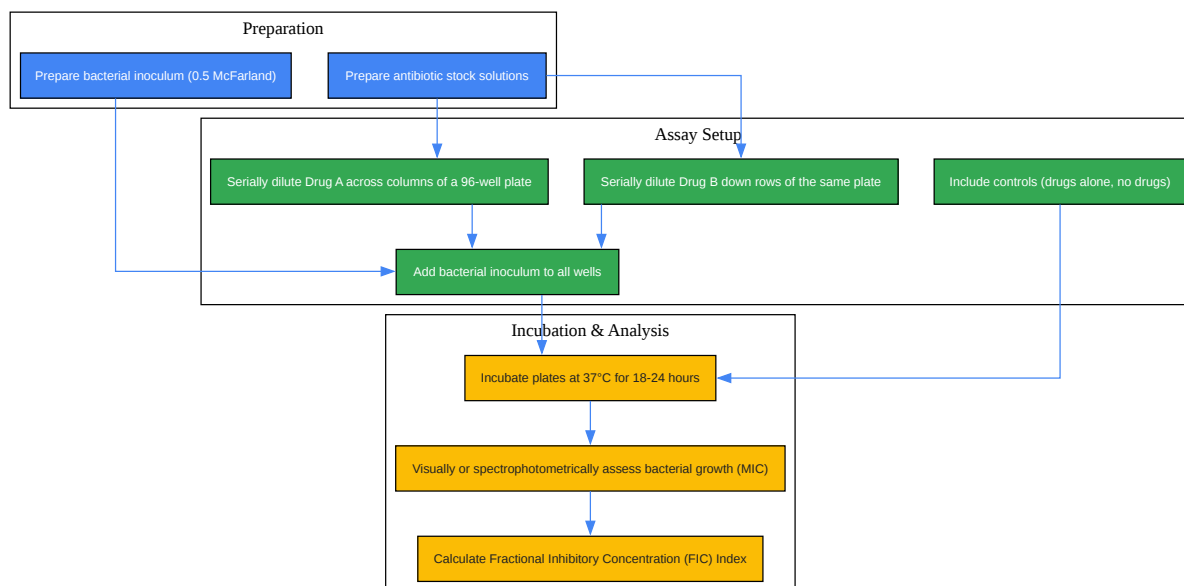 Preparation
Prepare bacterial inoculum (0.5 McFarland)
Prepare antibiotic stock solutions
Assay Setup
Serially dilute Drug A across columns of a 96-well plate
Serially dilute Drug B down rows of the same plate
Include controls (drugs alone, no drugs)
Add bacterial inoculum to all wells
Incubation & Analysis
Incubate plates at 37°C for 18-24 hours
Visually or spectrophotometrically assess bacterial growth (MIC)
Calculate Fractional Inhibitory Concentration (FIC) Index